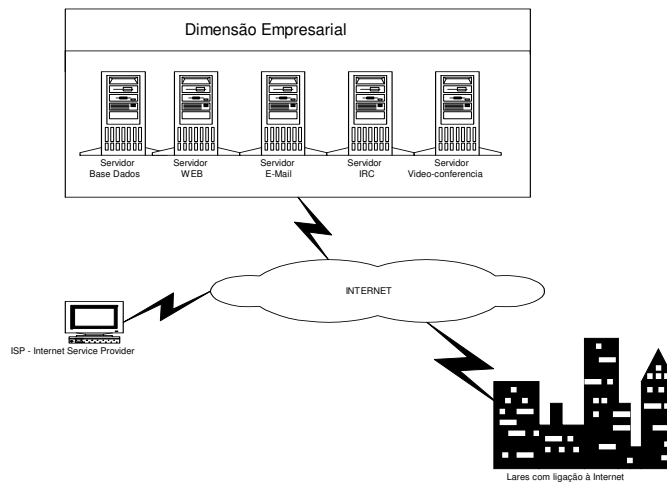 Dimensão Empresarial
Servidor
Base Dados
Servidor
WEB
Servidor
E-Mail
Servidor
IRC
Servidor
Video-conferencia
INTERNET
ISP - Internet Service Provider
Lares com ligação à Internet